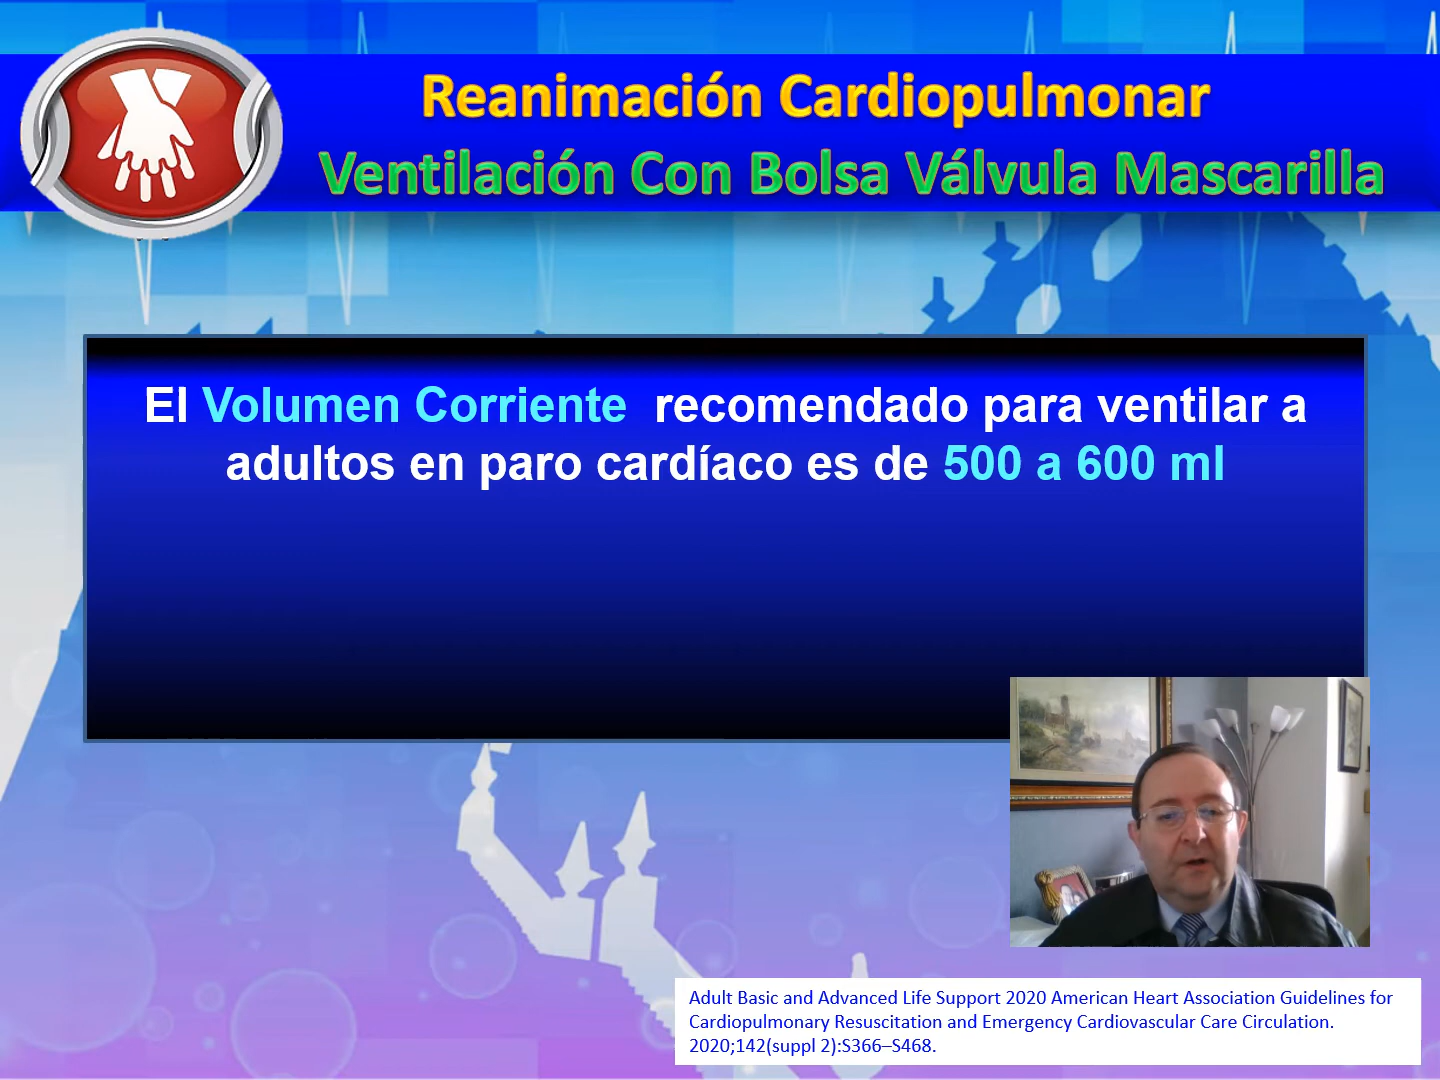 Reanimación Cardiopulmonar
Ventilación Con Bolsa Válvula Mascarilla
El Volumen Corriente recomendado para ventilar a
adultos en paro cardíaco es de 500 a 600 ml
Adult Basic and Advanced Life Support 2020 American Heart Association Guidelines for
Cardiopulmonary Resuscitation and Emergency Cardiovascular Care Circulation.
2020;142(suppl 2):S366–S468.